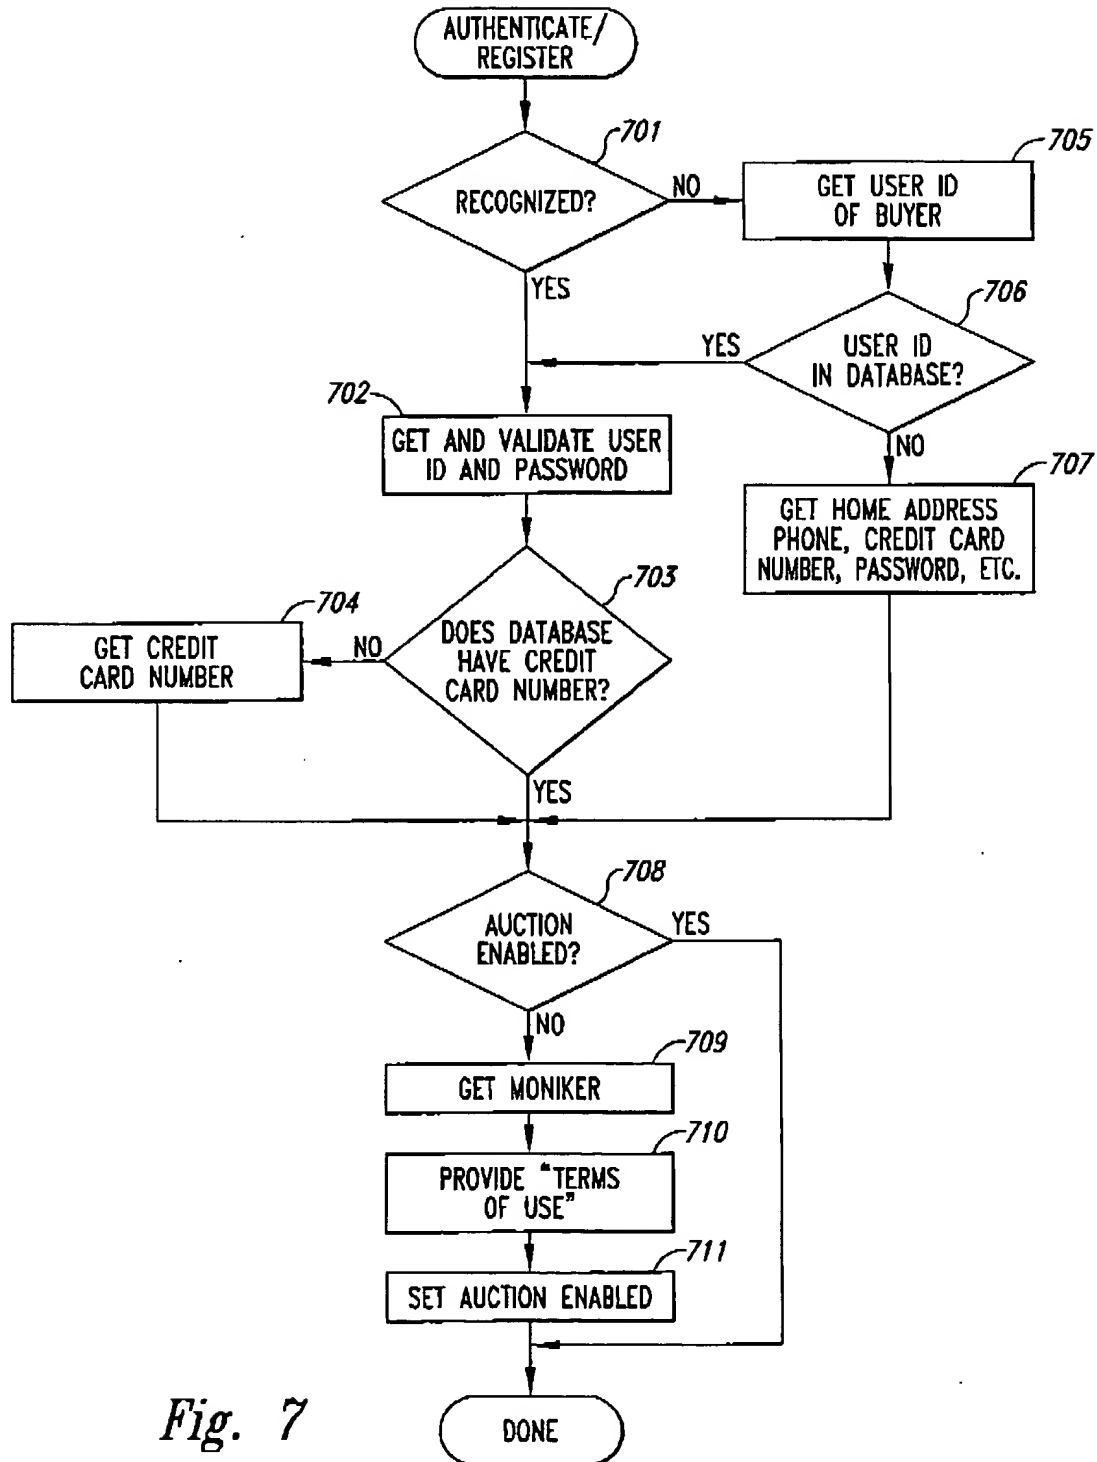 AUTHENTICATE/
REGISTER
701
RECOGNIZED?
NO
YES
705
GET USER ID
OF BUYER
706
USER ID
IN DATABASE?
YES
NO
702
GET AND VALIDATE USER
ID AND PASSWORD
707
GET HOME ADDRESS
PHONE, CREDIT CARD
NUMBER, PASSWORD, ETC.
703
DOES DATABASE
HAVE CREDIT
CARD NUMBER?
NO
YES
704
GET CREDIT
CARD NUMBER
708
AUCTION
ENABLED?
YES
NO
709
GET MONIKER
710
PROVIDE "TERMS
OF USE"
711
SET AUCTION ENABLED
DONE
Fig. 7